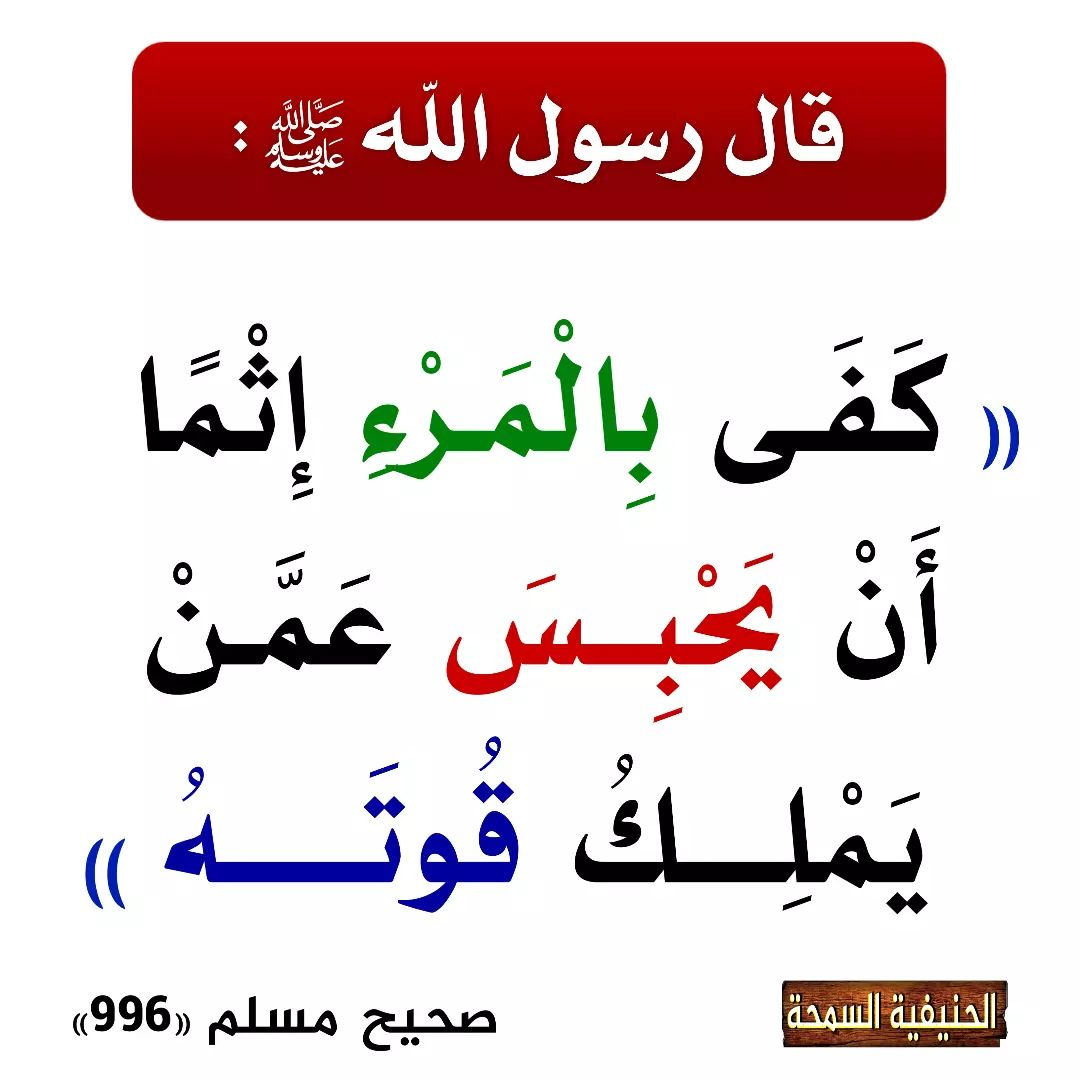 قال رسول الله ﷺ :
(( كَفَى بِالْمَرْءِ إِثْمًا
أَنْ يَحْبِسَ عَمَّنْ
يَمْلِكُ قُوتَهُ ))
صحيح مسلم ((996))
الحنيفية السمحة